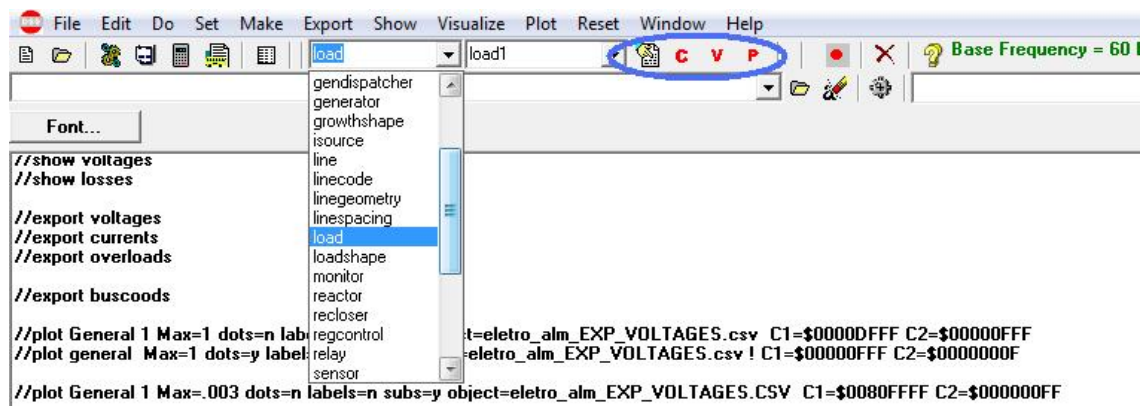 File Edit Do Set Make Export Show Visualize Plot Reset Window Help
load load1 C V P Base Frequency = 60
Font...
gendispatcher
generator
growthshape
isource
line
linecode
linegeometry
linespacing
load
loadshape
monitor
reactor
recloser
regcontrol
relay
sensor
//show voltages
//show losses
//export voltages
//export currents
//export overloads
//export buscoods
//plot General 1 Max=1 dots=n lab t=eletro_alm_EXP_VOLTAGES.csv C1=$0000DFFF C2=$00000FFF
//plot general Max=1 dots=y label =eletro_alm_EXP_VOLTAGES.csv ! C1=$00000FFF C2=$0000000F
//plot General 1 Max=.003 dots=n labels=n subs=y object=eletro_alm_EXP_VOLTAGES.CSV C1=$0080FFFF C2=$000000FF